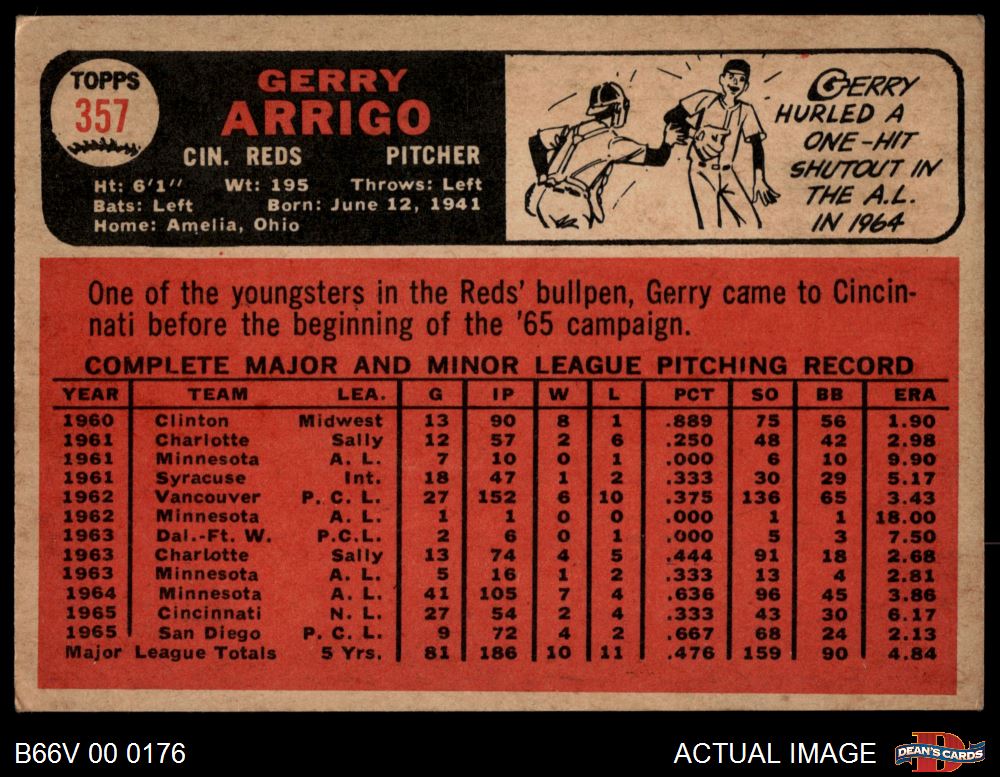 TOPPS
357
GERRY
ARRIGO
CIN. REDS PITCHER
Ht: 6'1" Wt: 195 Throws: Left
Bats: Left Born: June 12, 1941
Home: Amelia, Ohio
GERRY
HURLED A
ONE-HIT
SHUTOUT IN
THE A.L.
IN 1964
One of the youngsters in the Reds' bullpen, Gerry came to Cincin-
nati before the beginning of the '65 campaign.
COMPLETE MAJOR AND MINOR LEAGUE PITCHING RECORD
YEAR TEAM LEA. G IP W L PCT SO BB ERA
1960 Clinton Midwest 13 90 8 1 .889 75 56 1.90
1961 Charlotte Sally 12 57 2 6 .250 48 42 2.98
1961 Minnesota A. L. 7 10 0 1 .000 6 10 9.90
1961 Syracuse Int. 18 47 1 2 .333 30 29 5.17
1962 Vancouver P. C. L. 27 152 6 10 .375 136 65 3.43
1962 Minnesota A. L. 1 1 0 0 .000 1 1 18.00
1963 Dal.-Ft. W. P.C.L. 2 6 0 1 .000 5 3 7.50
1963 Charlotte Sally 13 74 4 5 .444 91 18 2.68
1963 Minnesota A. L. 5 16 1 2 .333 13 4 2.81
1964 Minnesota A. L. 41 105 7 4 .636 96 45 3.86
1965 Cincinnati N. L. 27 54 2 4 .333 43 30 6.17
1965 San Diego P. C. L. 9 72 4 2 .667 68 24 2.13
Major League Totals 5 Yrs. 81 186 10 11 .476 159 90 4.84
B66V 00 0176 ACTUAL IMAGE
D
DEAN'S CARDS